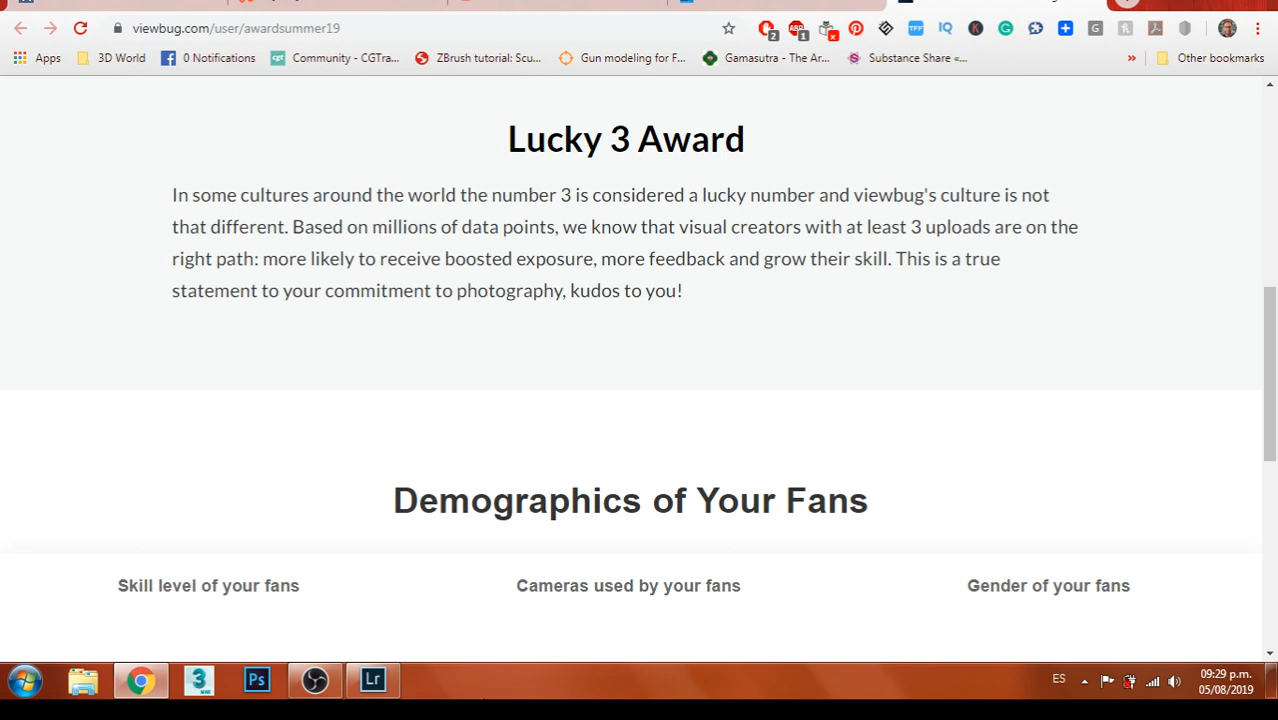 viewbug.com/user/awardsummer19
Apps 3D World 0 Notifications Community - CGTra... ZBrush tutorial: Scu... Gun modeling for F... Gamasutra - The Ar... Substance Share «... » Other bookmarks
Lucky 3 Award
In some cultures around the world the number 3 is considered a lucky number and viewbug's culture is not
that different. Based on millions of data points, we know that visual creators with at least 3 uploads are on the
right path: more likely to receive boosted exposure, more feedback and grow their skill. This is a true
statement to your commitment to photography, kudos to you!
Demographics of Your Fans
Skill level of your fans Cameras used by your fans Gender of your fans
3 Ps Lr ES 09:29 p.m.
05/08/2019